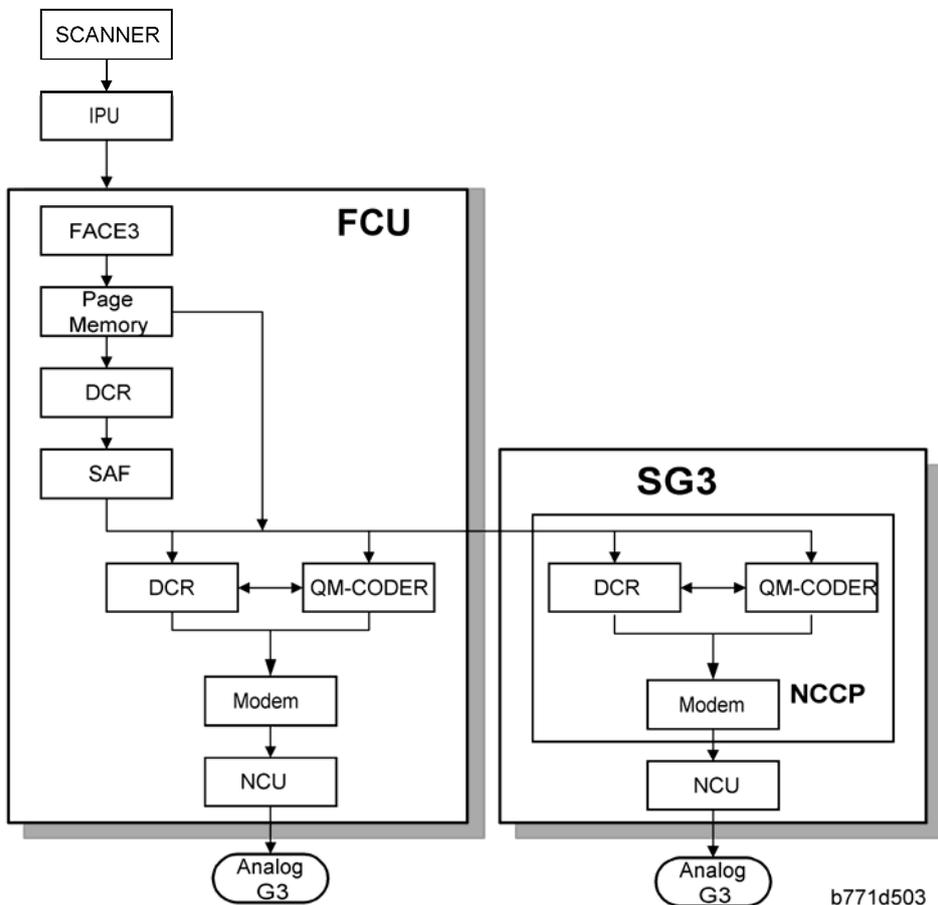 SCANNER
IPU
FCU
FACE3
Page
Memory
DCR
SAF
DCR
QM-CODER
Modem
NCU
Analog
G3
SG3
DCR
QM-CODER
Modem
NCCP
NCU
Analog
G3
b771d503